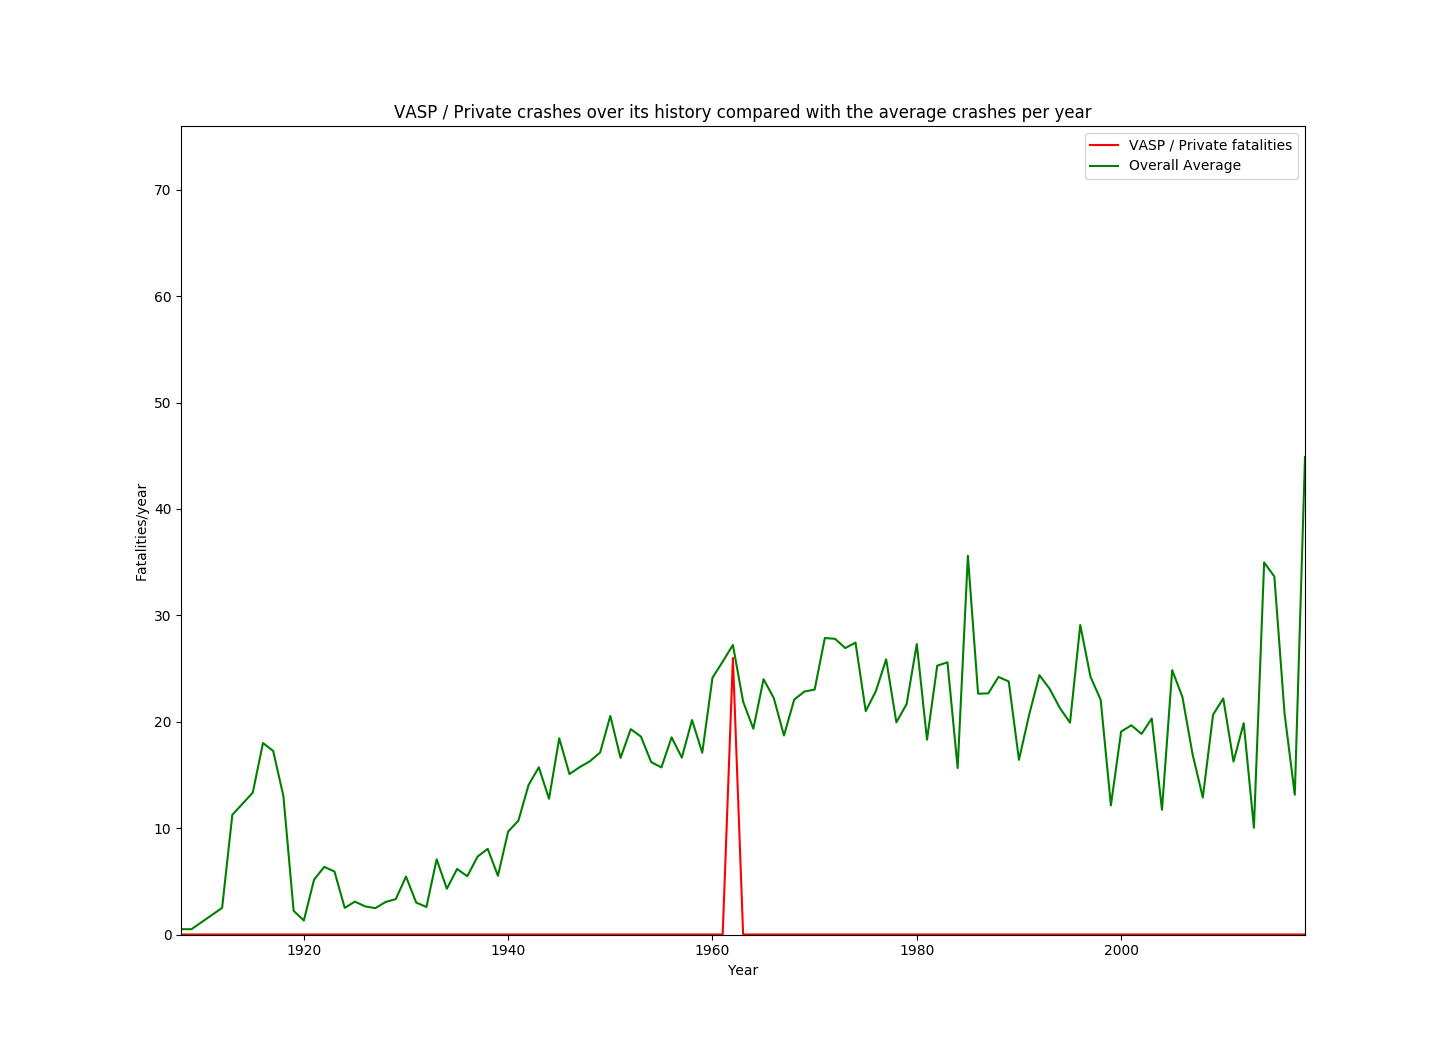 VASP / Private crashes over its history compared with the average crashes per year
VASP / Private fatalities
Overall Average
70
60
50
40
30
20
10
0
Fatalities/year
1920 1940 1960 1980 2000
Year